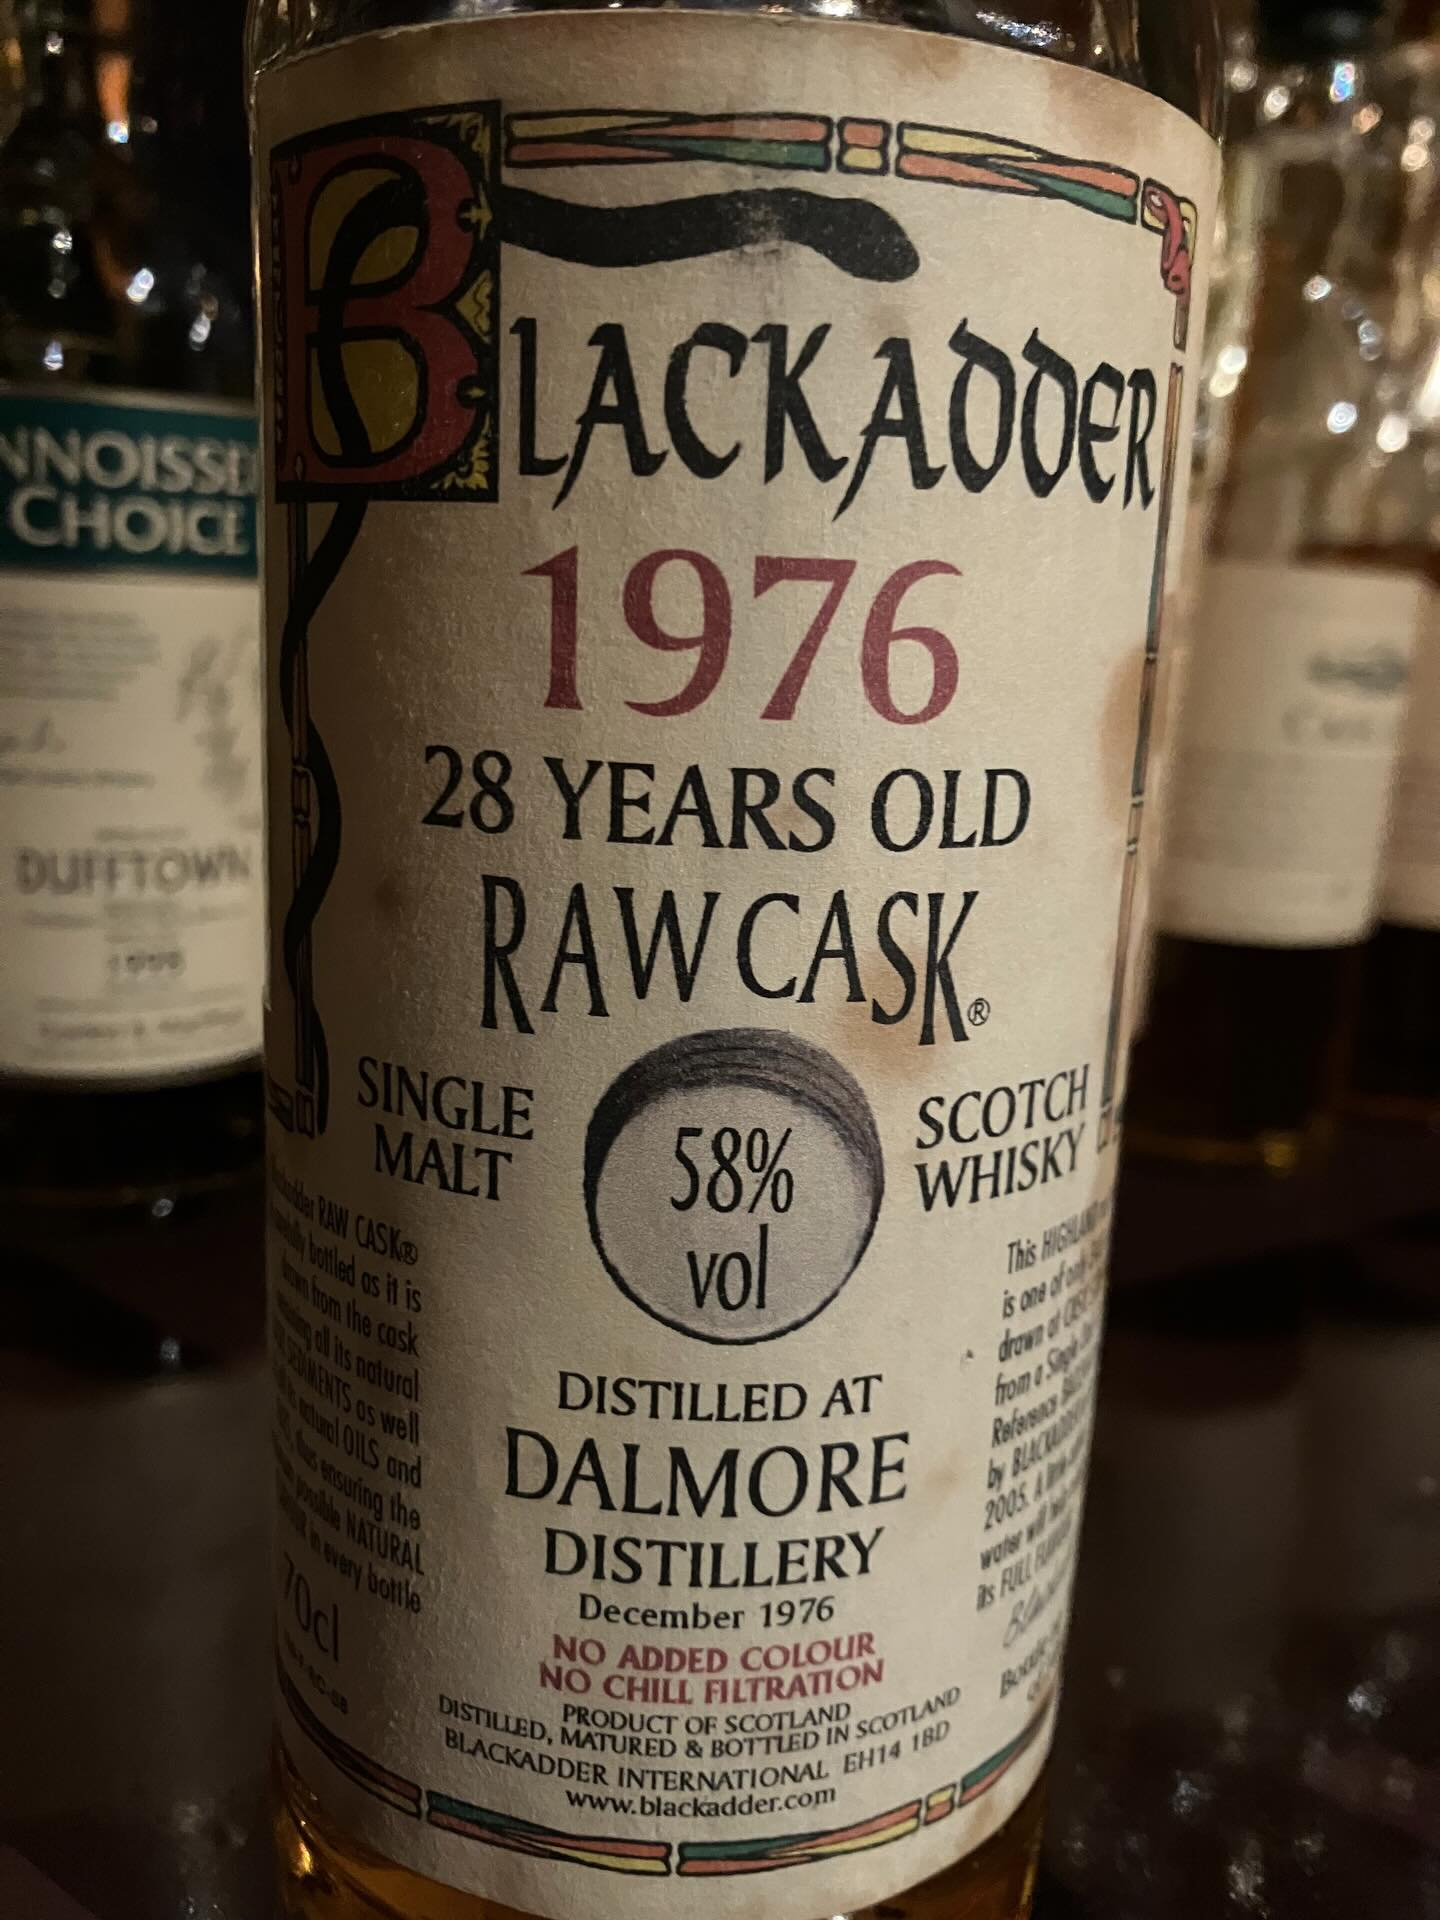 BLACKADDER
1976
28 YEARS OLD
RAW CASK®
SINGLE
MALT
58%
vol
SCOTCH
WHISKY
DISTILLED AT
DALMORE
DISTILLERY
December 1976
NO ADDED COLOUR
NO CHILL FILTRATION
PRODUCT OF SCOTLAND
DISTILLED, MATURED & BOTTLED IN SCOTLAND
BLACKADDER INTERNATIONAL EH14 1BD
www.blackadder.com
RAW CASK®
bottled as it is
from the cask
all its natural
SEDIMENTS as well
natural OILS and
thus ensuring the
possible NATURAL
in every bottle
70cl
This
is one of only
drawn at
from a Single
Reference
by
2005. A
water will
its FULL
CHOICE
DUFFTOWN